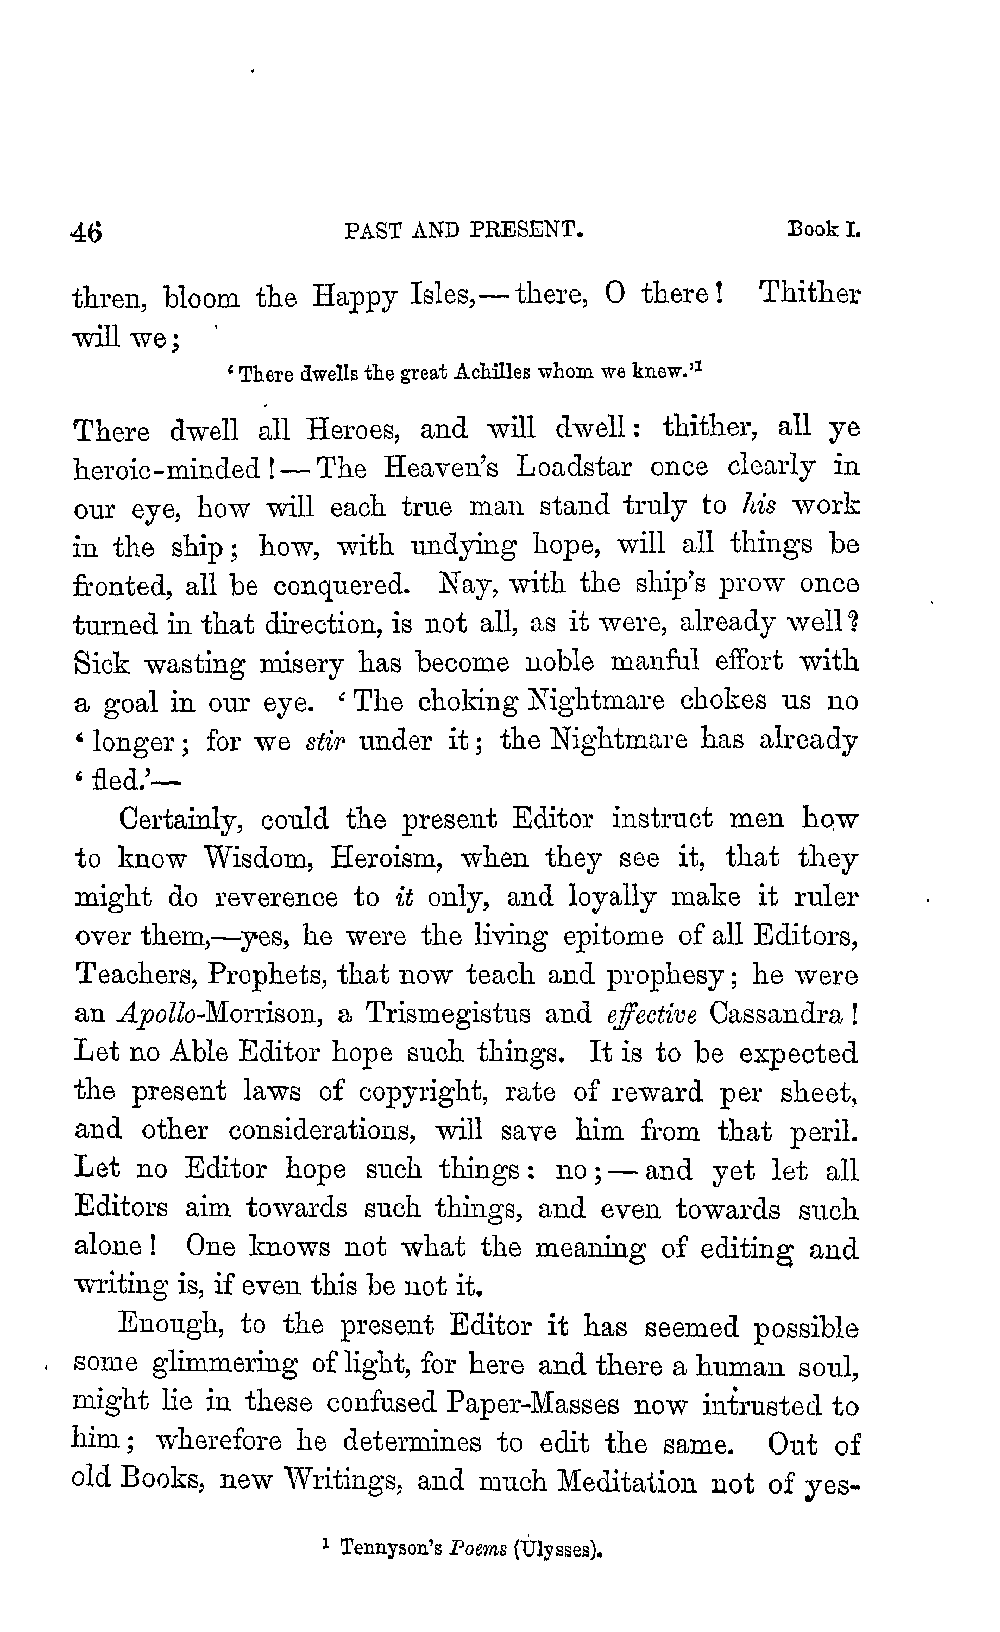 46 PAST AND PRESENT. Book I.
thren, bloom the Happy Isles,—there, O there! Thither
will we;
‘There dwells the great Achilles whom we knew.’¹
There dwell all Heroes, and will dwell: thither, all ye
heroic-minded!—The Heaven’s Loadstar once clearly in
our eye, how will each true man stand truly to his work
in the ship; how, with undying hope, will all things be
fronted, all be conquered. Nay, with the ship’s prow once
turned in that direction, is not all, as it were, already well?
Sick wasting misery has become noble manful effort with
a goal in our eye. ‘The choking Nightmare chokes us no
‘longer; for we stir under it; the Nightmare has already
‘fled.’—
Certainly, could the present Editor instruct men how
to know Wisdom, Heroism, when they see it, that they
might do reverence to it only, and loyally make it ruler
over them,—yes, he were the living epitome of all Editors,
Teachers, Prophets, that now teach and prophesy; he were
an Apollo-Morrison, a Trismegistus and effective Cassandra!
Let no Able Editor hope such things. It is to be expected
the present laws of copyright, rate of reward per sheet,
and other considerations, will save him from that peril.
Let no Editor hope such things: no;—and yet let all
Editors aim towards such things, and even towards such
alone! One knows not what the meaning of editing and
writing is, if even this be not it.
Enough, to the present Editor it has seemed possible
some glimmering of light, for here and there a human soul,
might lie in these confused Paper-Masses now intrusted to
him; wherefore he determines to edit the same. Out of
old Books, new Writings, and much Meditation not of yes-
¹ Tennyson’s Poems (Ulysses).